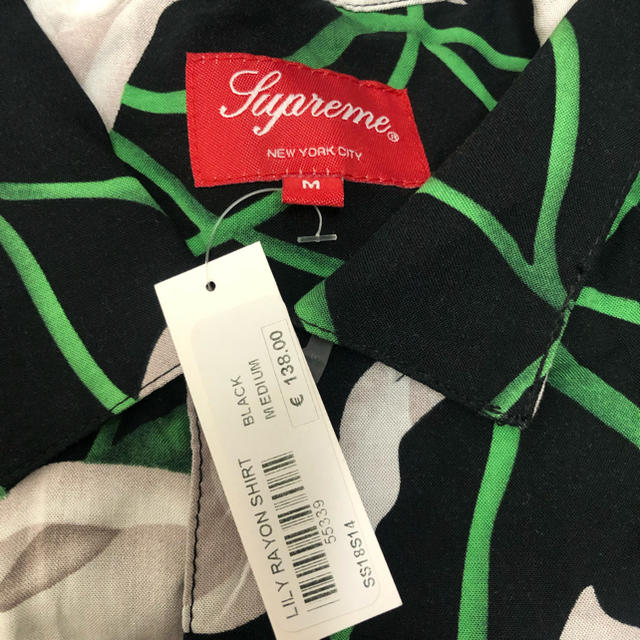 Supreme®
NEW YORK CITY
M
LILY RAYON SHIRT
BLACK
MEDIUM
€ 138.00
55339
SS18S14